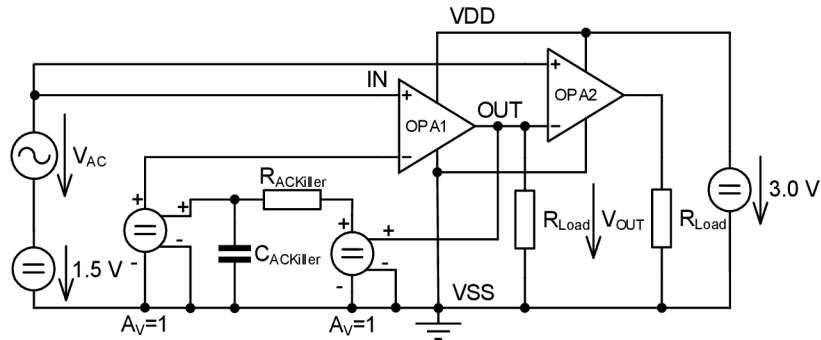 VDD
IN
+
-
OPA1
OUT
+
-
OPA2
V_AC
R_ACKiller
+
+
-
-
1.5 V
C_ACKiller
+
+
-
-
R_Load
V_OUT
R_Load
3.0 V
VSS
A_V=1
A_V=1